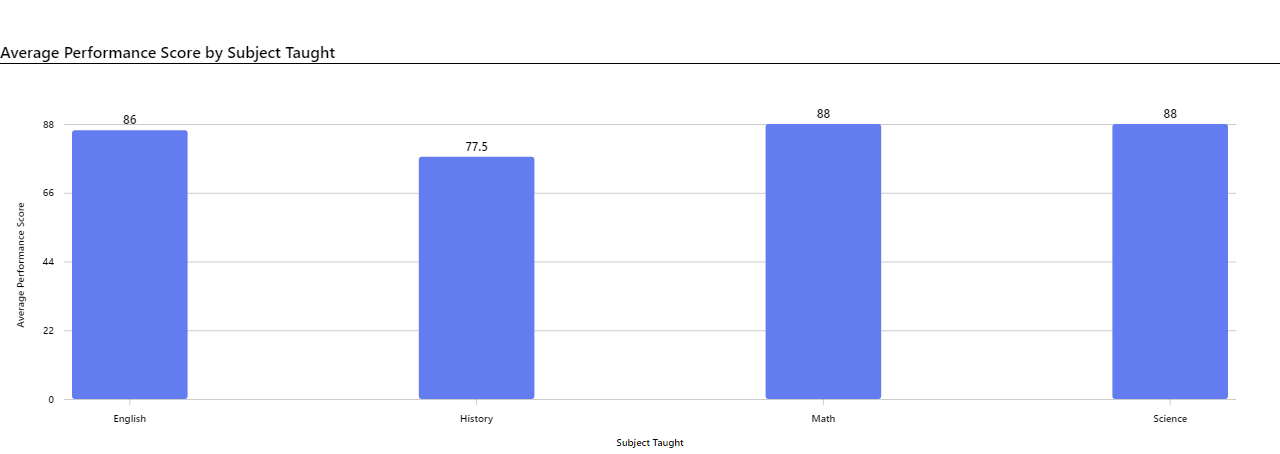 Average Performance Score by Subject Taught
86
77.5
88
88
88
66
44
22
0
Average Performance Score
English
History
Math
Science
Subject Taught